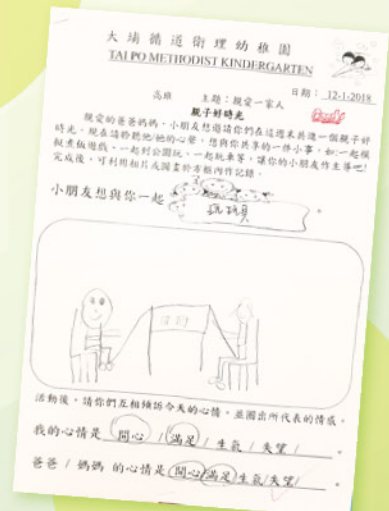 大埔循道衛理幼稚園
TAI PO METHODIST KINDERGARTEN
日期： 12-1-2018
高班 主題：親愛一家人
親子好時光
親愛的爸爸媽媽，小朋友想邀請你們在這週末共進一個親子好
時光。現在請聆聽他/她的心聲，想與你共享的一件小事，如：一起模
擬煮飯遊戲、一起到公園玩、一起玩車等，讓你的小朋友作主導吧!
完成後，可利用相片或圖畫於方框內作記錄。
小朋友想與你一起 玩玩具 。
活動後，請你們互相傾訴今天的心情，並圈出所代表的情感。
我的心情是 開心 / 滿足 / 生氣 / 失望 / 。
爸爸 / 媽媽 的心情是 開心/滿足/生氣/失望/ 。